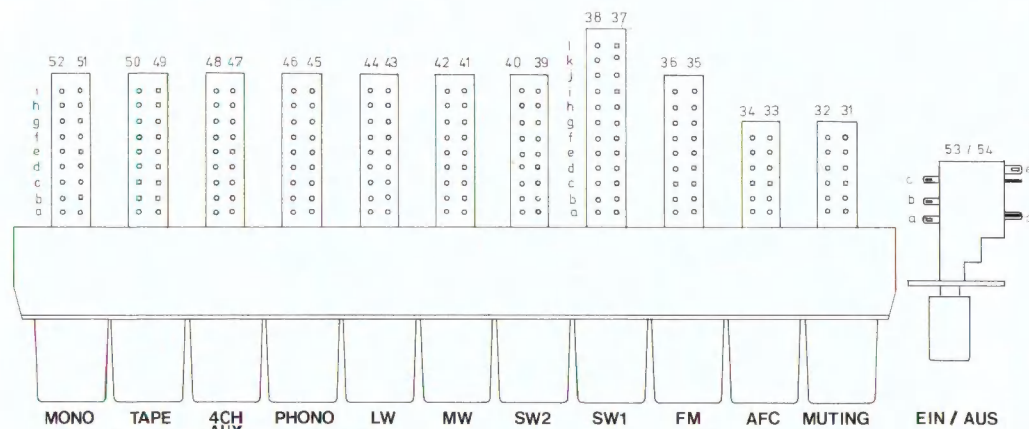 38 37
52 51 50 49 48 47 46 45 44 43 42 41 40 39 36 35
34 33 32 31
53 / 54
l
k
j
i i
h h
g g
f f
e e
d d
c c
b b
a a
c
b
a
MONO TAPE 4CH PHONO LW MW SW2 SW1 FM AFC MUTING EIN / AUS
AUX